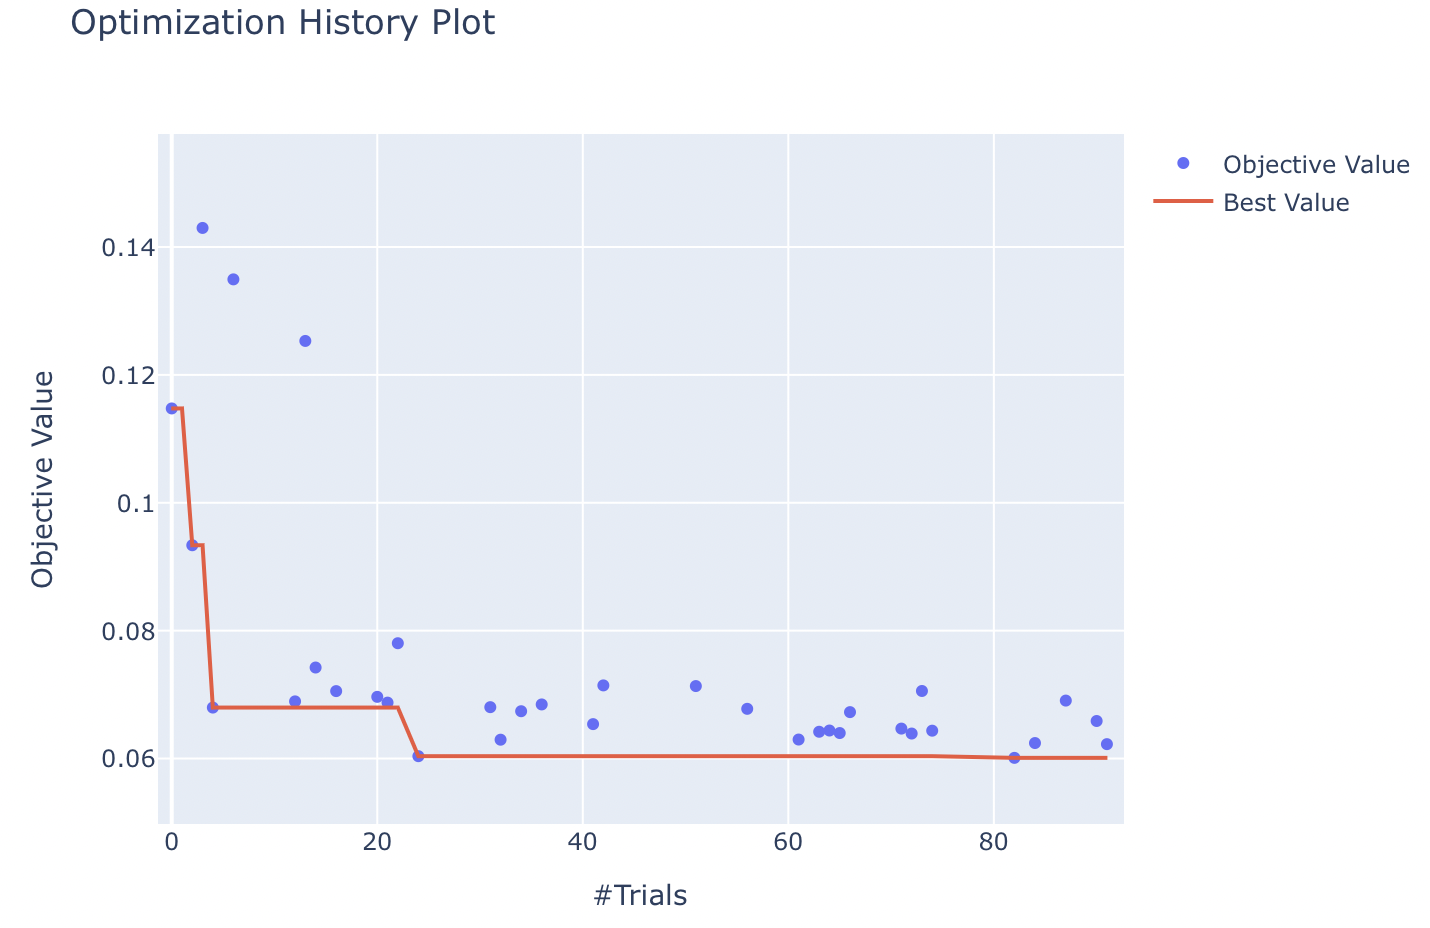 Optimization History Plot
Objective Value
Best Value
0.14
0.12
0.1
0.08
0.06
Objective Value
0 20 40 60 80
#Trials